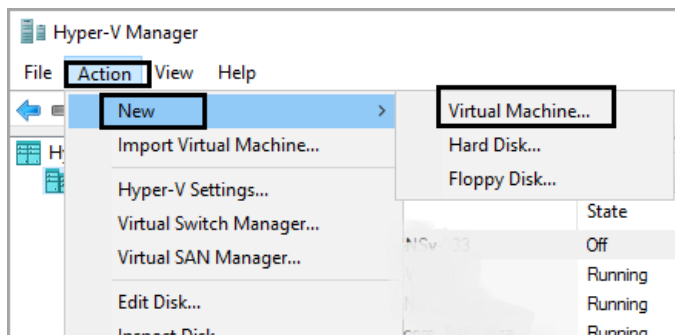 Hyper-V Manager
File Action View Help
New
Virtual Machine...
Import Virtual Machine...
Hard Disk...
Floppy Disk...
Hyper-V Settings...
Virtual Switch Manager...
State
Virtual SAN Manager...
Off
Running
Edit Disk...
Running
Running